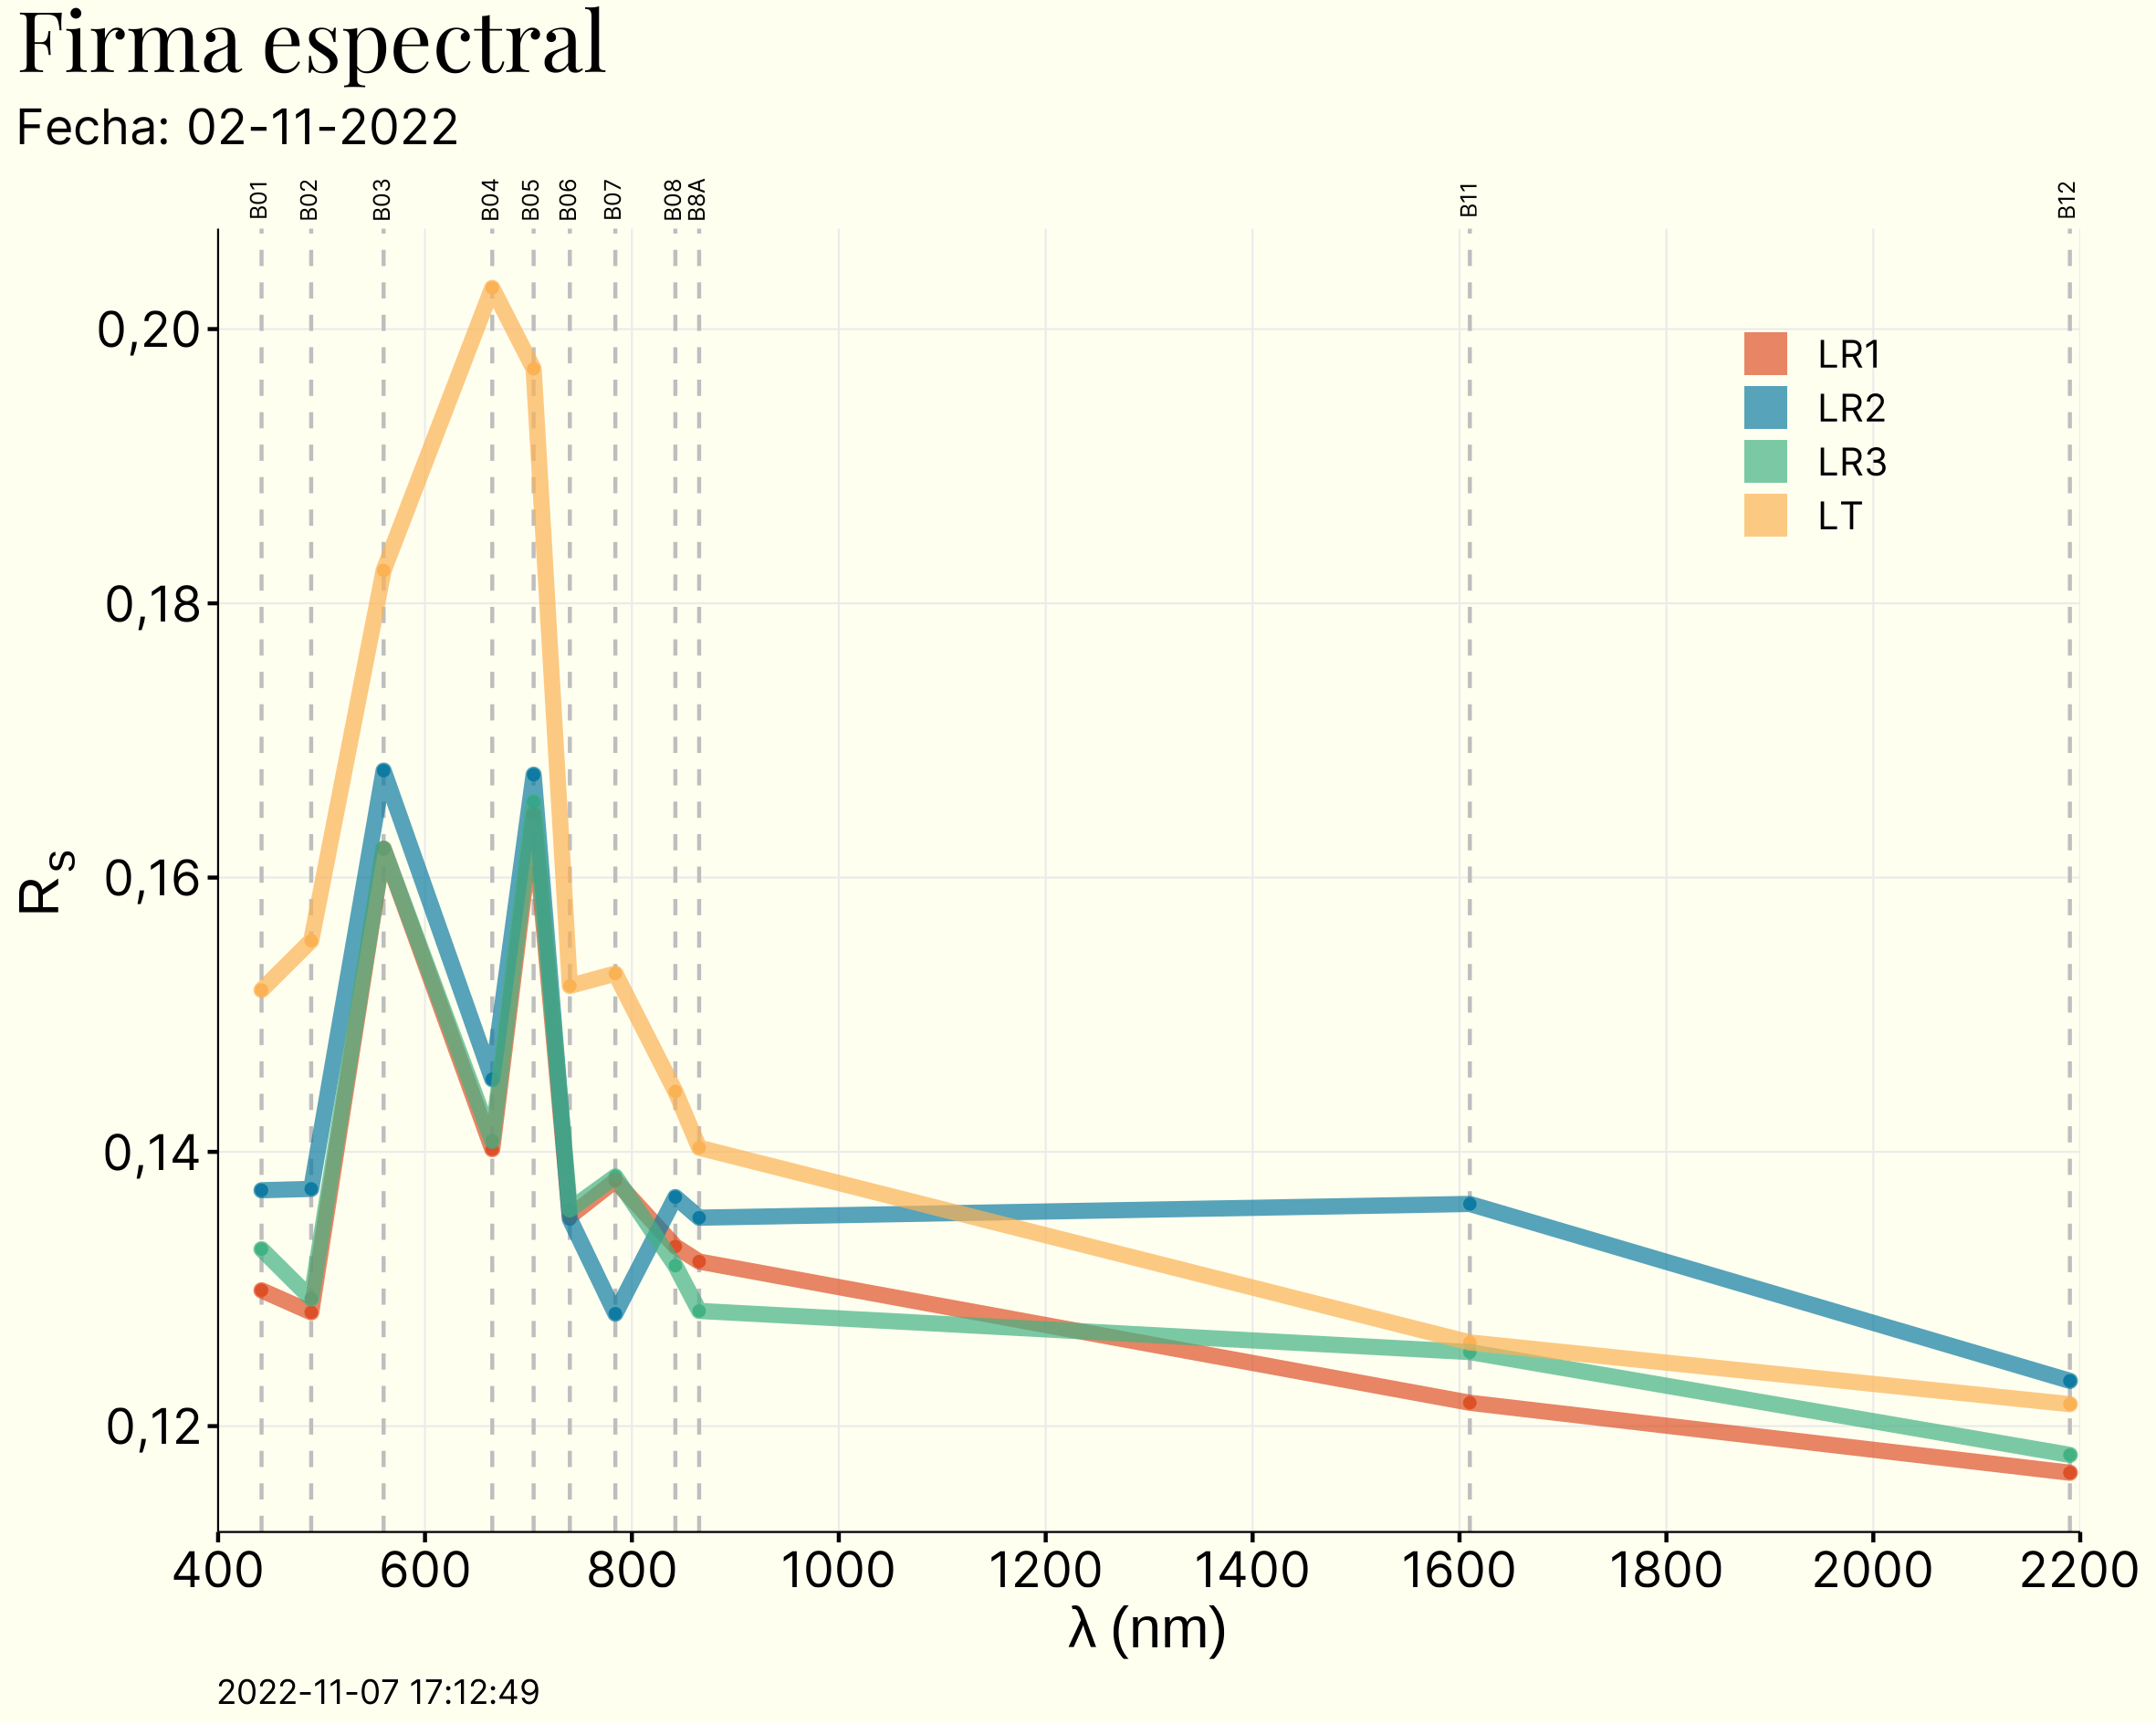 Firma espectral
Fecha: 02-11-2022
B01 B02 B03 B04 B05 B06 B07 B08 B8A B11 B12
0,20
0,18
0,16
0,14
0,12
Rs
LR1
LR2
LR3
LT
400 600 800 1000 1200 1400 1600 1800 2000 2200
λ (nm)
2022-11-07 17:12:49